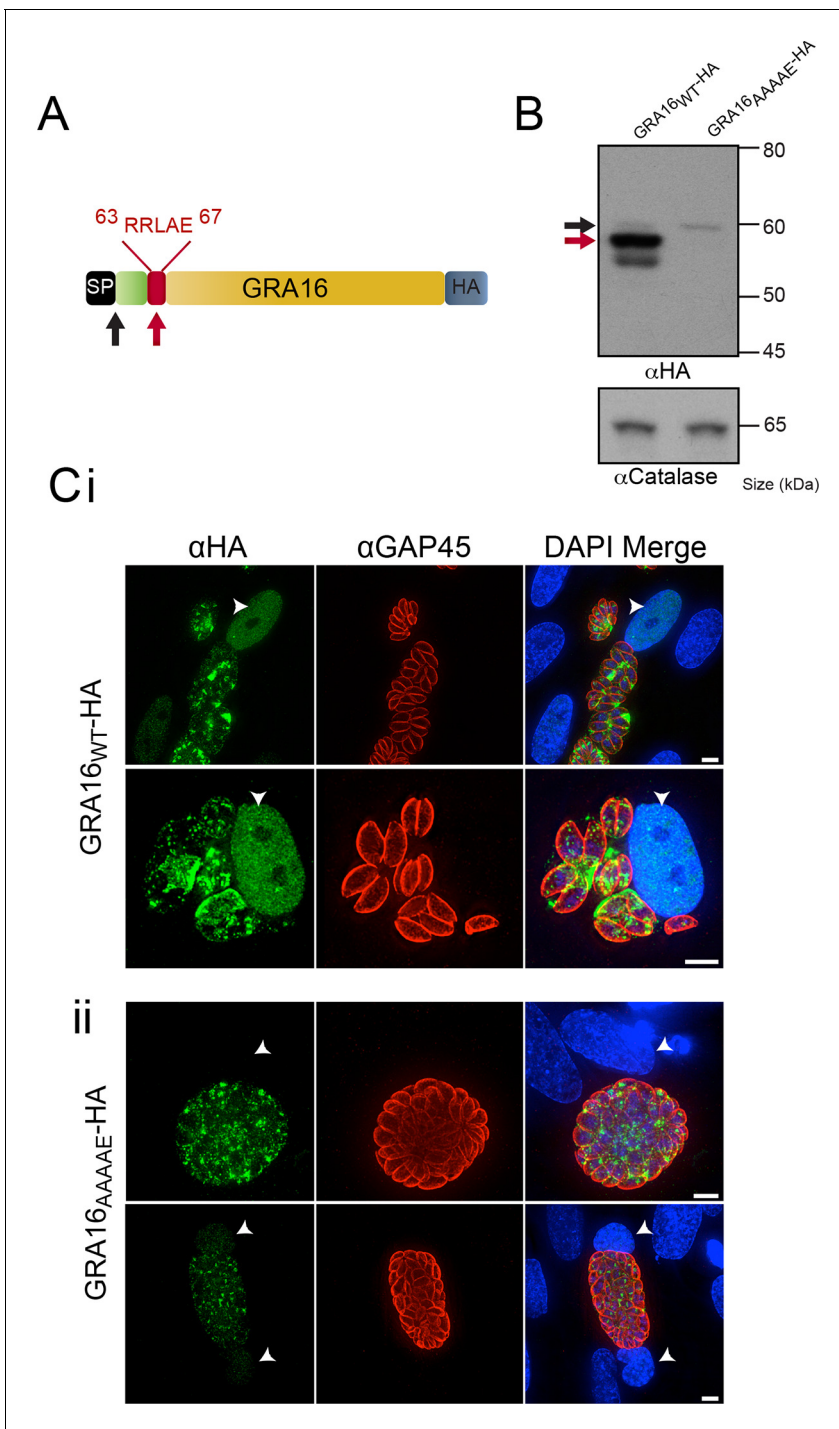 A
63 RRLAE 67
SP
GRA16
HA
B
GRA16WT-HA
GRA16AAAAE-HA
80
60
50
45
αHA
65
αCatalase
Size (kDa)
Ci
αHA
αGAP45
DAPI Merge
GRA16WT-HA
ii
GRA16AAAAE-HA